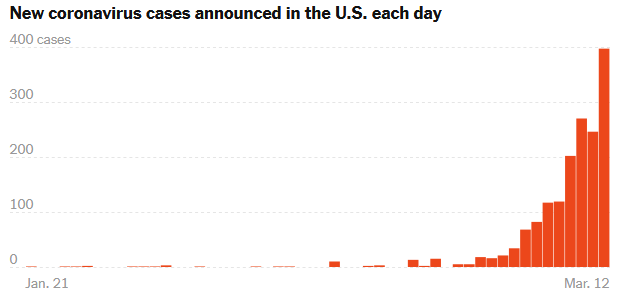 New coronavirus cases announced in the U.S. each day
400 cases
300
200
100
0
Jan. 21 Mar. 12